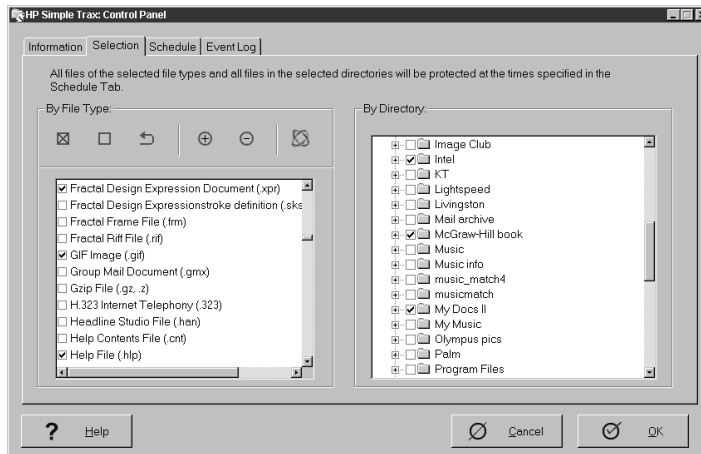 HP Simple Trax: Control Panel
Information Selection Schedule Event Log
All files of the selected file types and all files in the selected directories will be protected at the times specified in the
Schedule Tab.
By File Type:
Fractal Design Expression Document (.xpr)
Fractal Design Expressionstroke definition (.sks
Fractal Frame File (.frm)
Fractal Riff File (.rif)
GIF Image (.gif)
Group Mail Document (.gmx)
Gzip File (.gz, .z)
H.323 Internet Telephony (.323)
Headline Studio File (.han)
Help Contents File (.cnt)
Help File (.hlp)
By Directory:
Image Club
Intel
KT
Lightspeed
Livingston
Mail archive
McGraw-Hill book
Music
Music info
music_match4
musicmatch
My Docs II
My Music
Olympus pics
Palm
Program Files
? Help
Cancel
OK